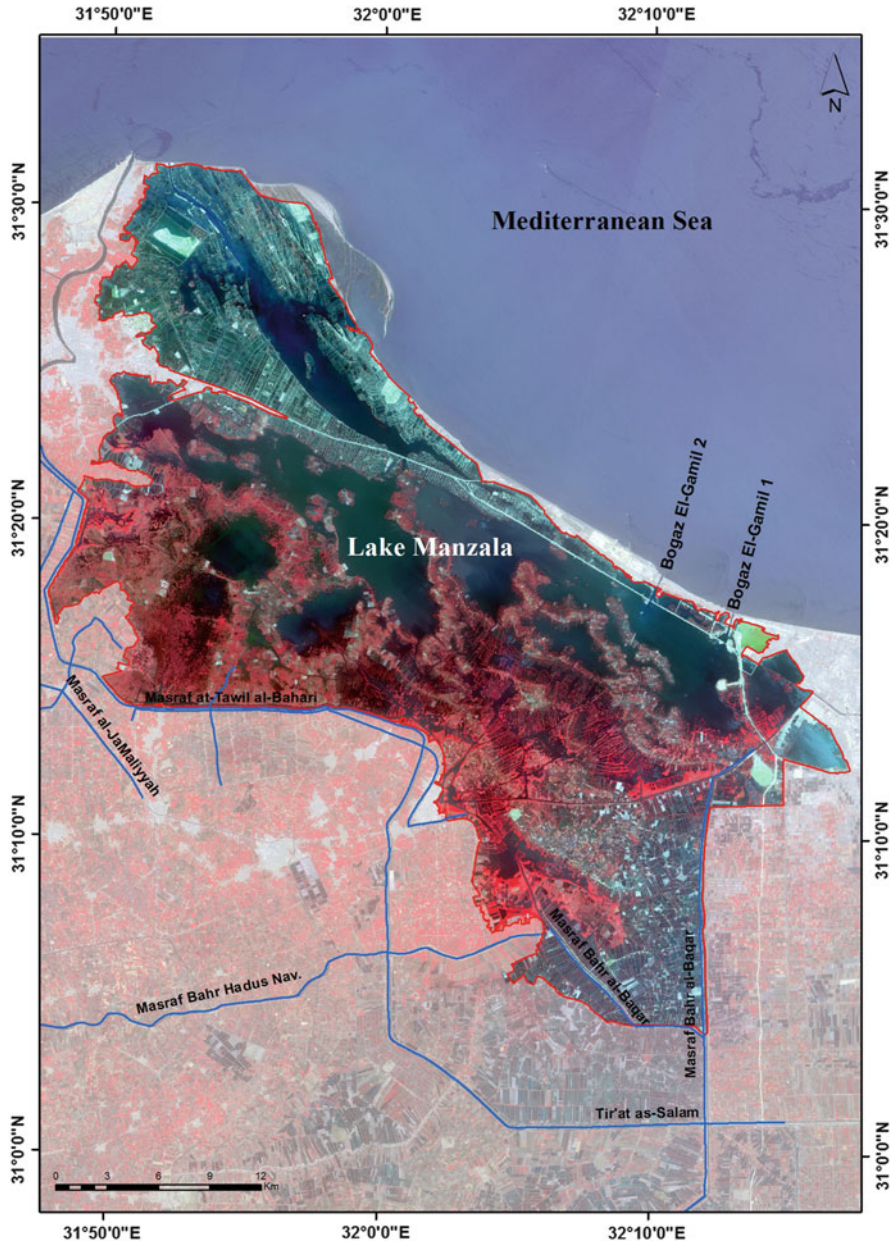 31°50'0"E
32°0'0"E
32°10'0"E
N
31°30'0"N
31°30'0"N
Mediterranean Sea
31°20'0"N
31°20'0"N
Bogaz El-Gamil 2
Bogaz El-Gamil 1
Lake Manzala
Masraf at-Tawil al-Bahari
Masraf al-JaMaliyyah
31°10'0"N
31°10'0"N
Masraf Bahr al-Baqar
Masraf Bahr al-Baqar
Masraf Bahr Hadus Nav.
Tir'at as-Salam
31°0'0"N
31°0'0"N
0 3 6 9 12
Km
31°50'0"E
32°0'0"E
32°10'0"E